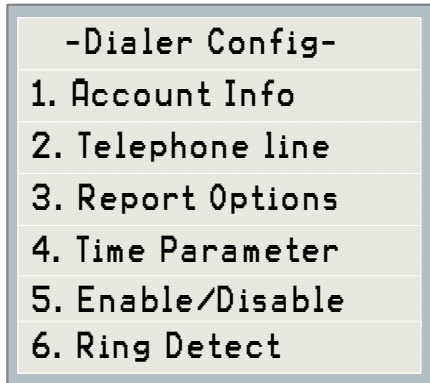 -Dialer Config-
1. Account Info
2. Telephone line
3. Report Options
4. Time Parameter
5. Enable/Disable
6. Ring Detect